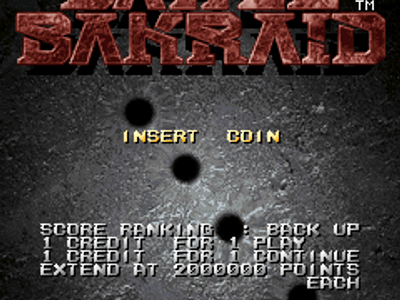 TM
BAKRAID
INSERT COIN
SCORE RANKING : BACK UP
1 CREDIT FOR 1 PLAY
1 CREDIT FOR 1 CONTINUE
EXTEND AT 2000000 POINTS
EACH